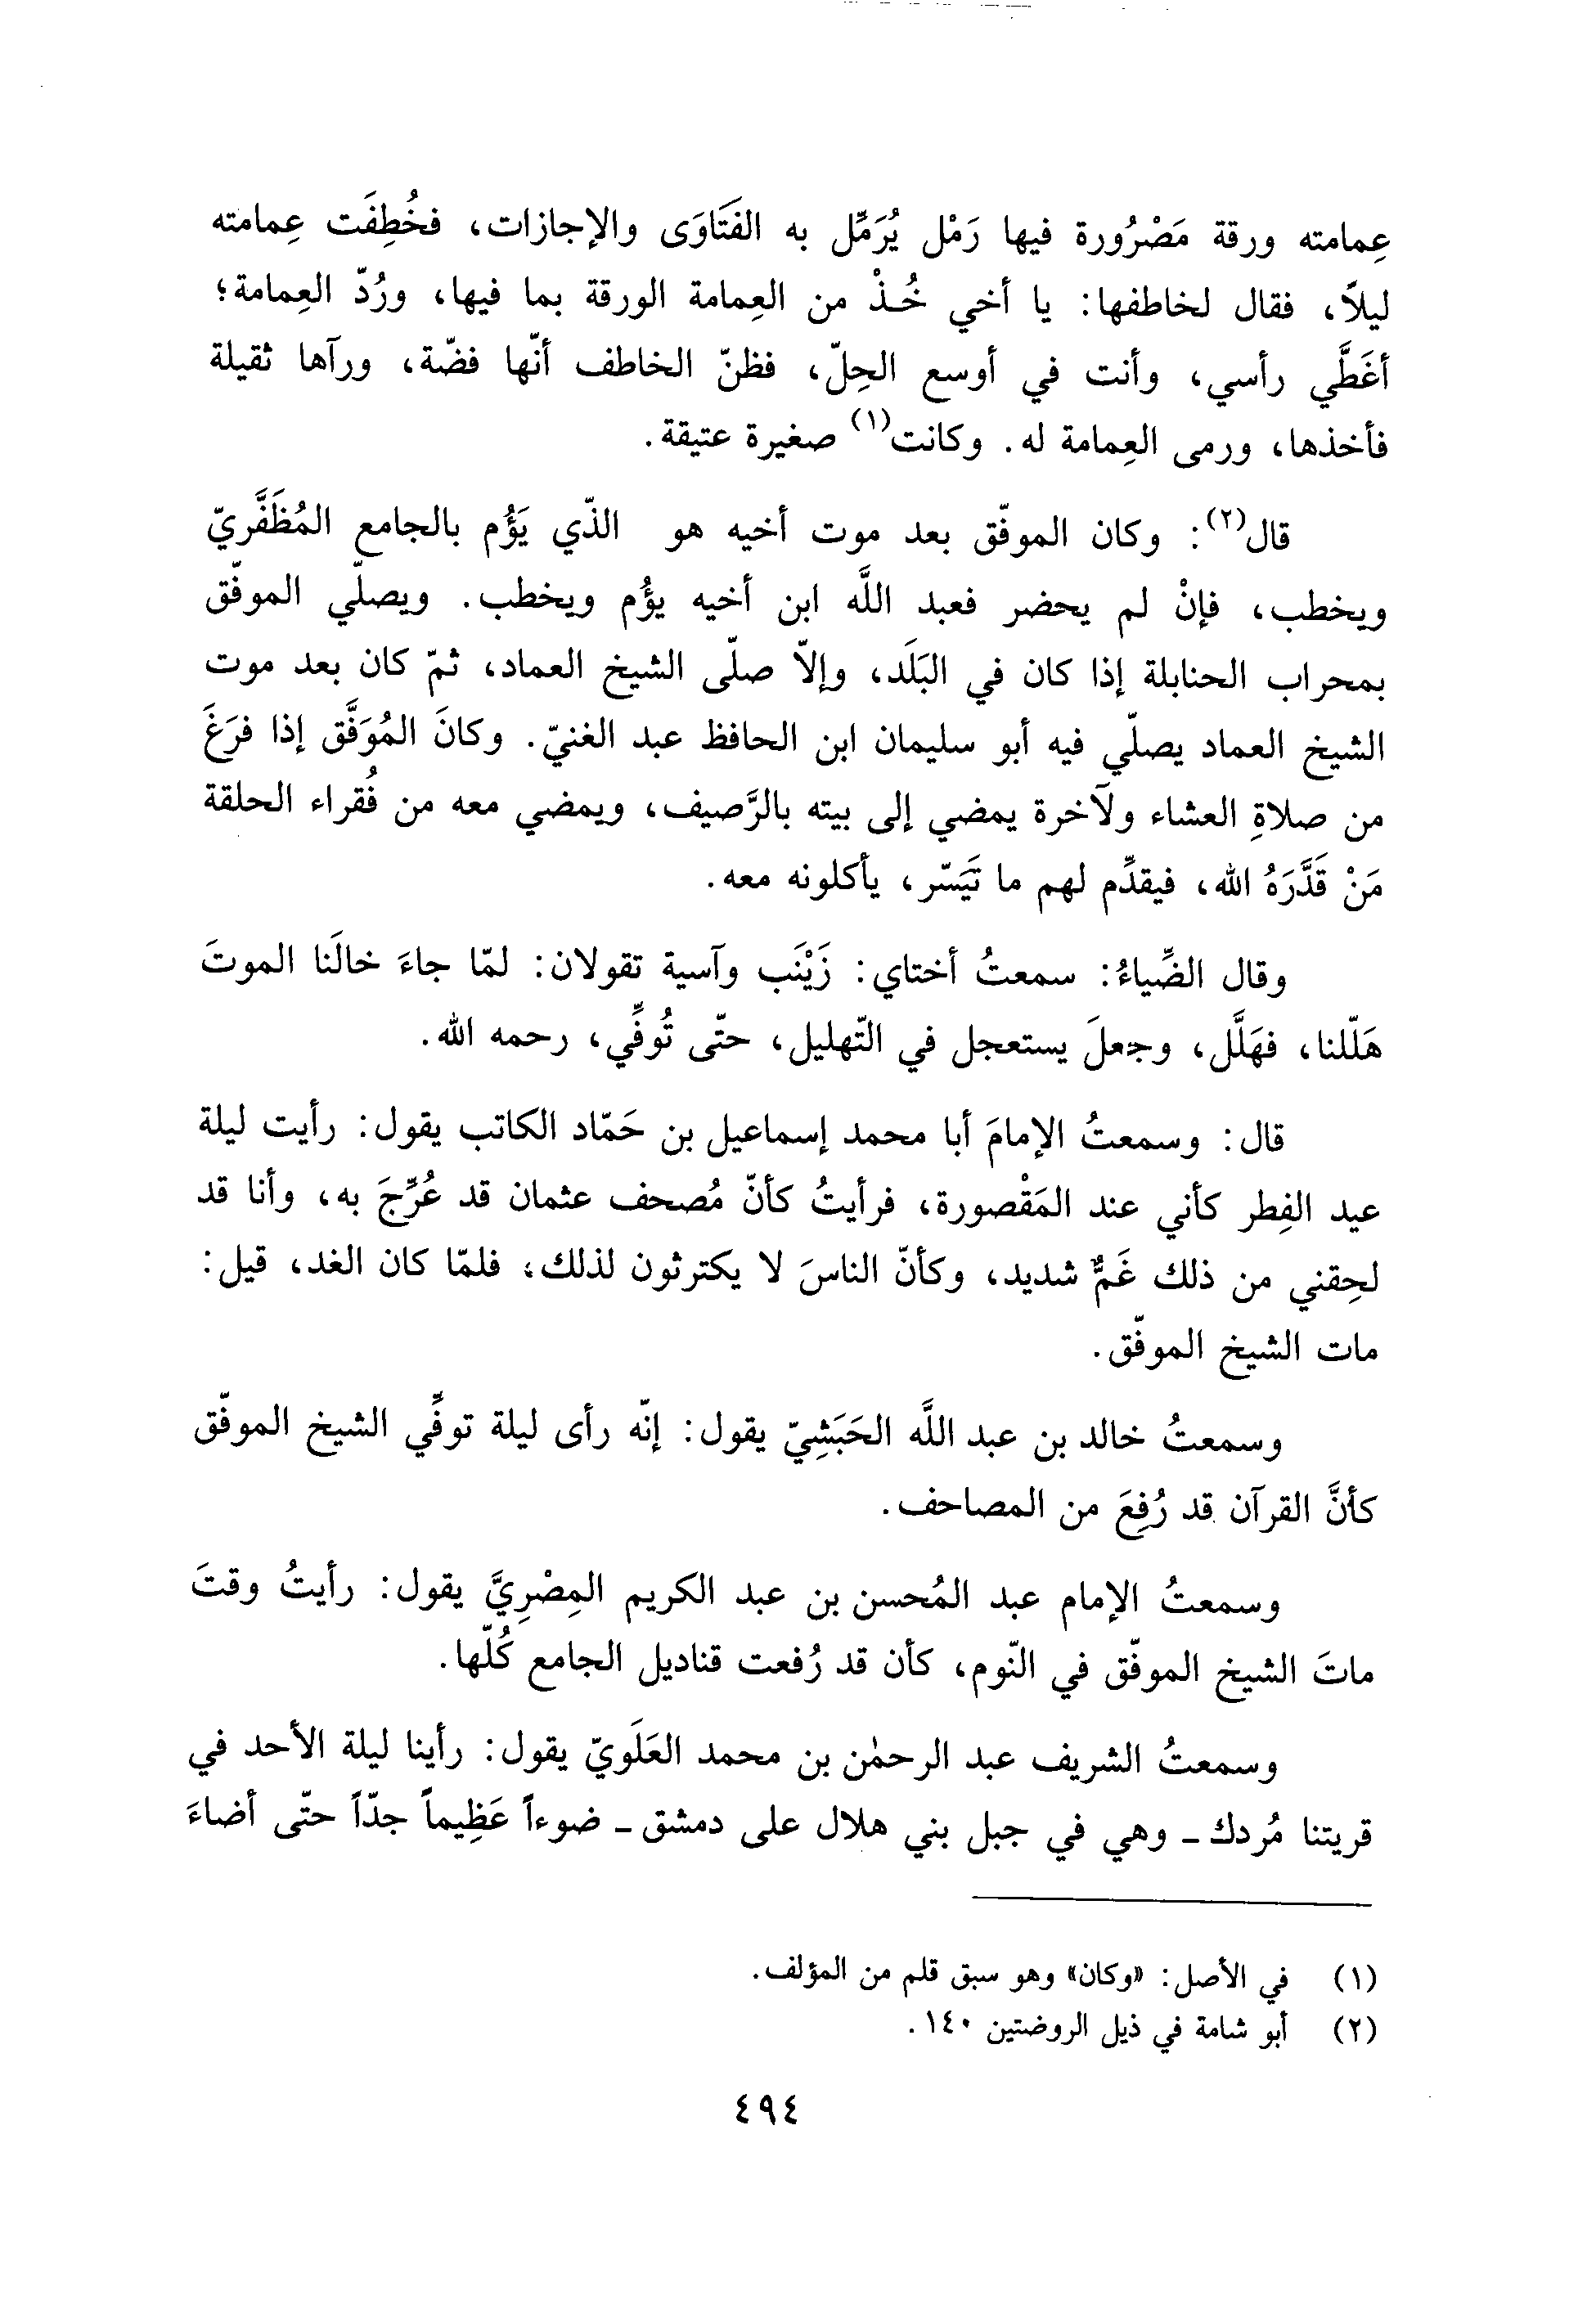 عِمامته ورقة مَصْرُورة فيها رَمْل يُرَمِّل به الفَتَاوَى والإجازات، فخُطِفَت عِمامته
ليلاً، فقال لخاطفها: يا أخي خُـذْ من العِمامة الورقة بما فيها، ورُدّ العِمامة؛
أغَطَّي رأسي، وأنت في أوسع الحِلّ، فظنّ الخاطف أنّها فضّة، ورآها ثقيلة
فأخذها، ورمى العِمامة له. وكانت(١) صغيرة عتيقة.
قال(٢): وكان الموفّق بعد موت أخيه هو الذّي يَؤُم بالجامع المُظَفَّريّ
ويخطب، فإنْ لم يحضر فعبد اللَّه ابن أخيه يؤُم ويخطب. ويصلّي الموفّق
بمحراب الحنابلة إذا كان في البَلَد، وإلاّ صلّى الشيخ العماد، ثمّ كان بعد موت
الشيخ العماد يصلّي فيه أبو سليمان ابن الحافظ عبد الغنيّ. وكانَ المُوَفَّق إذا فرَغَ
من صلاةِ العشاء ولآخرة يمضي إلى بيته بالرَّصيف، ويمضي معه من فُقراء الحلقة
مَنْ قَدَّرَهُ الله، فيقدِّم لهم ما تَيَسّر، يأكلونه معه.
وقال الضِّياءُ: سمعتُ أختاي: زَيْنَب وآسية تقولان: لمّا جاءَ خالَنا الموتَ
هَلّلنا، فهَلَّل، وجعلَ يستعجل في التّهليل، حتّى تُوفِّي، رحمه الله.
قال: وسمعتُ الإمامَ أبا محمد إسماعيل بن حَمّاد الكاتب يقول: رأيت ليلة
عيد الفِطر كأني عند المَقْصورة، فرأيتُ كأنّ مُصحف عثمان قد عُرِّجَ به، وأنا قد
لحِقني من ذلك غَمٌّ شديد، وكأنّ الناسَ لا يكترثون لذلك، فلمّا كان الغد، قيل:
مات الشيخ الموفّق.
وسمعتُ خالد بن عبد اللَّه الحَبَشِيّ يقول: إنّه رأى ليلة توفِّي الشيخ الموفّق
كأنَّ القرآن قد رُفِعَ من المصاحف.
وسمعتُ الإمام عبد المُحسن بن عبد الكريم المِصْرِيَّ يقول: رأيتُ وقتَ
ماتَ الشيخ الموفّق في النّوم، كأن قد رُفعت قناديل الجامع كُلّها.
وسمعتُ الشريف عبد الرحمٰن بن محمد العَلَويّ يقول: رأينا ليلة الأحد في
قريتنا مُردك ـ وهي في جبل بني هلال على دمشق ـ ضوءاً عَظِيماً جدّاً حتّى أضاءَ
(١) في الأصل: «وكان» وهو سبق قلم من المؤلف.
(٢) أبو شامة في ذيل الروضتين ١٤٠.
٤٩٤